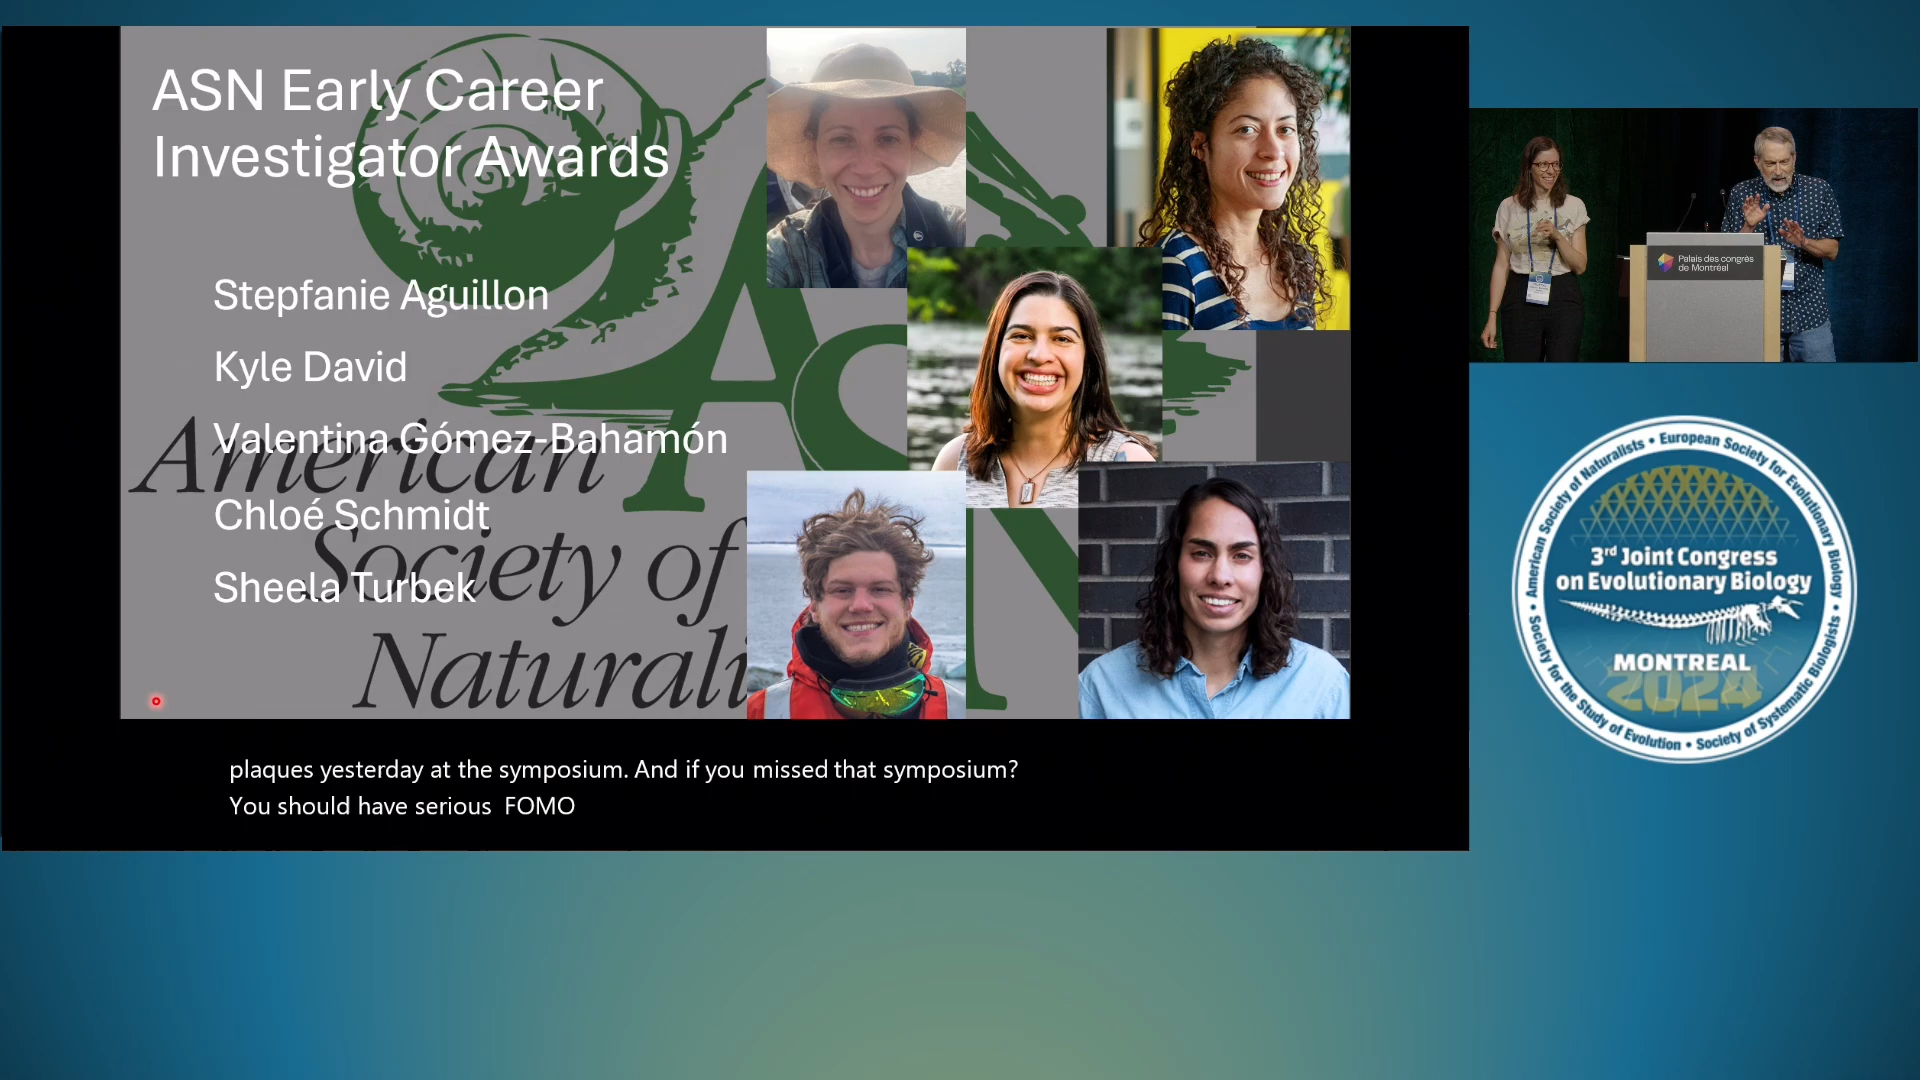 ASN Early Career
Investigator Awards
Stepfanie Aguillon
Kyle David
Valentina Gómez-Bahamón
Chloé Schmidt
Sheela Turbek
American
Society of
Naturali
AS
N
plaques yesterday at the symposium. And if you missed that symposium?
You should have serious FOMO
Palais des congrès
de Montréal
American Society of Naturalists • European Society for Evolutionary Biology • Society of Systematic Biologists • Society for the Study of Evolution •
3rd Joint Congress
on Evolutionary Biology
MONTREAL
2024